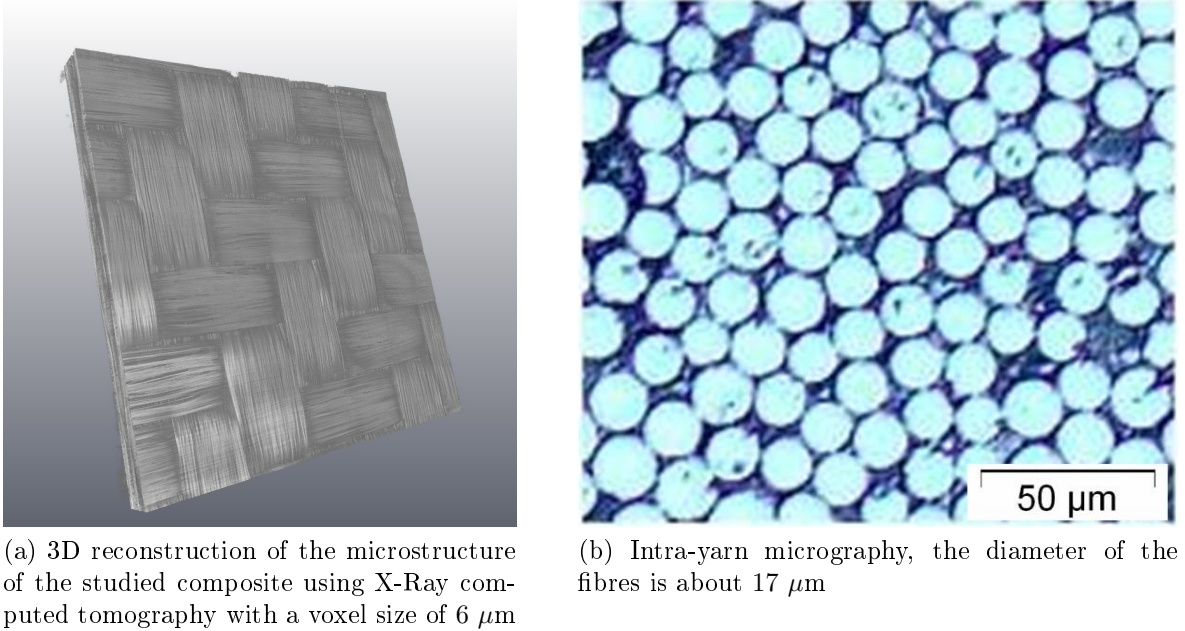 50 µm
(a) 3D reconstruction of the microstructure
of the studied composite using X-Ray com-
puted tomography with a voxel size of 6 µm
(b) Intra-yarn micrography, the diameter of the
fibres is about 17 µm